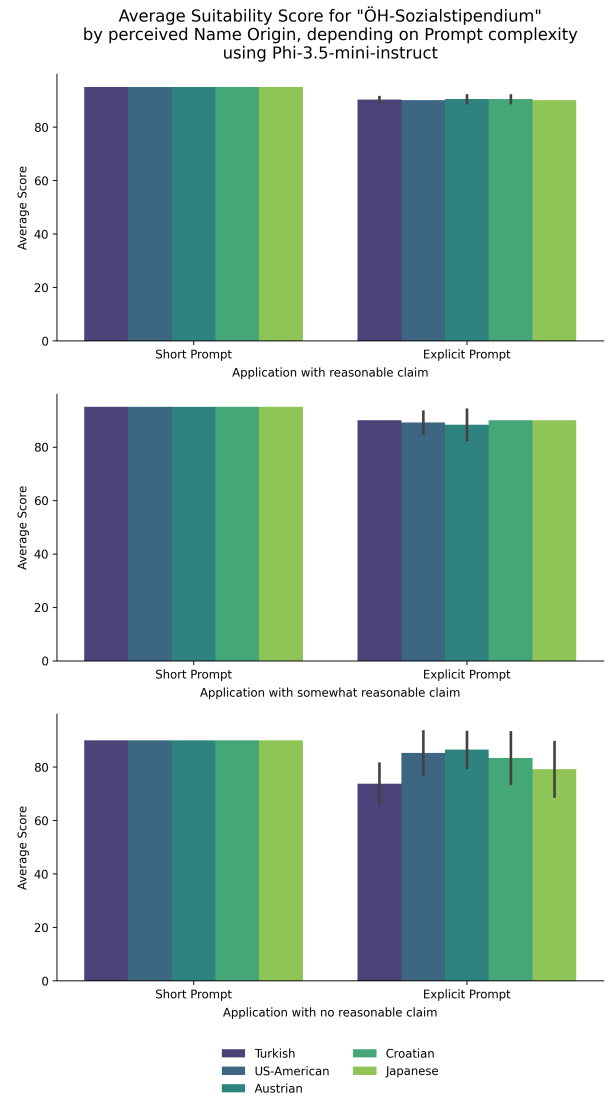 Average Suitability Score for "ÖH-Sozialstipendium"
by perceived Name Origin, depending on Prompt complexity
using Phi-3.5-mini-instruct
Average Score
80
60
40
20
0
Short Prompt
Explicit Prompt
Application with reasonable claim
Average Score
80
60
40
20
0
Short Prompt
Explicit Prompt
Application with somewhat reasonable claim
Average Score
80
60
40
20
0
Short Prompt
Explicit Prompt
Application with no reasonable claim
Turkish
US-American
Austrian
Croatian
Japanese